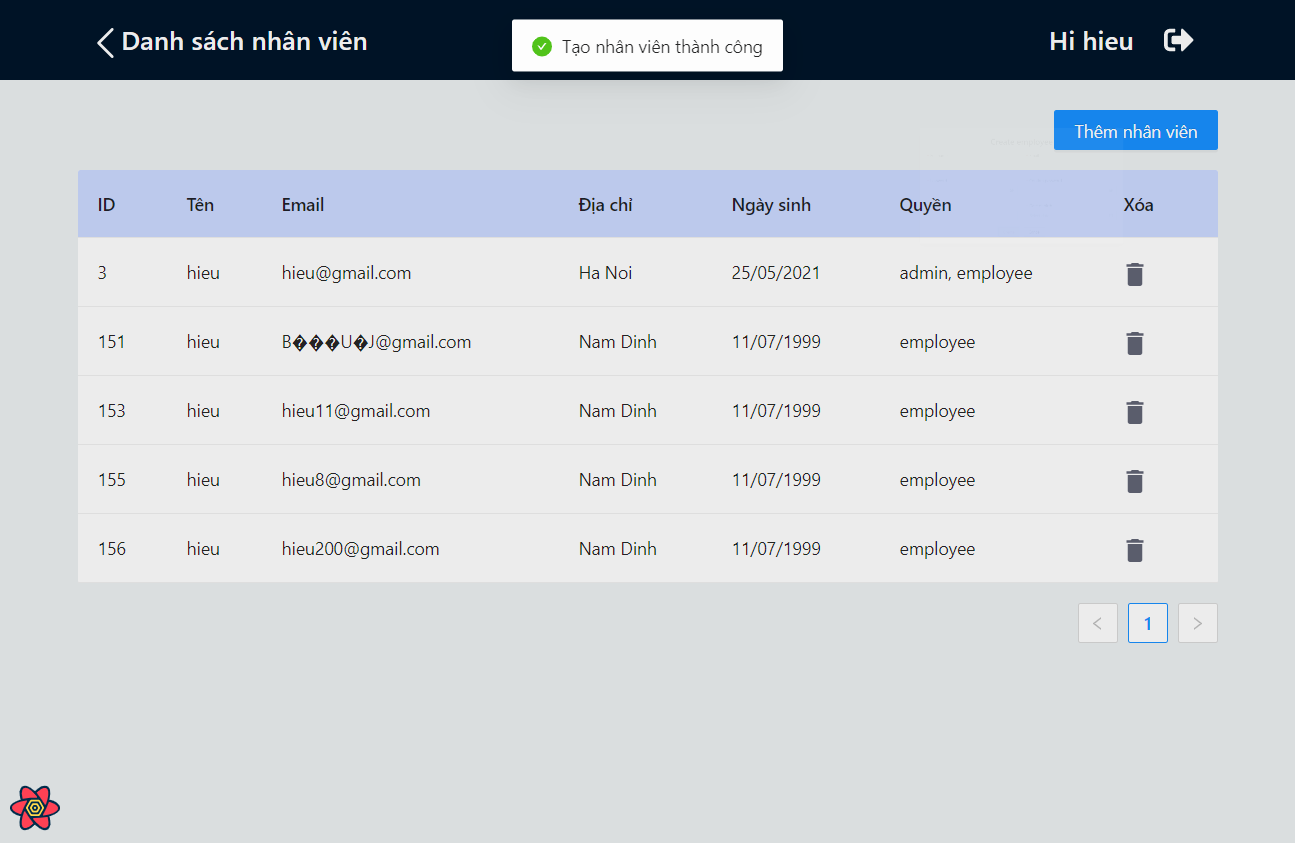 Danh sách nhân viên
Tạo nhân viên thành công
Hi hieu
Thêm nhân viên
ID Tên Email Địa chỉ Ngày sinh Quyền Xóa
3 hieu hieu@gmail.com Ha Noi 25/05/2021 admin, employee
151 hieu B���U�J@gmail.com Nam Dinh 11/07/1999 employee
153 hieu hieu11@gmail.com Nam Dinh 11/07/1999 employee
155 hieu hieu8@gmail.com Nam Dinh 11/07/1999 employee
156 hieu hieu200@gmail.com Nam Dinh 11/07/1999 employee
< 1 >